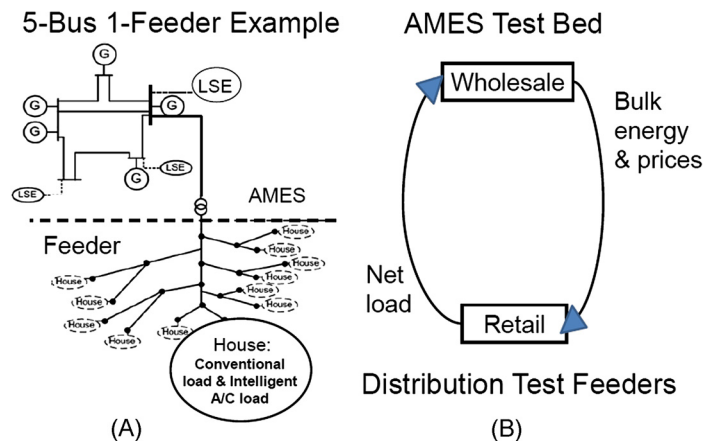 5-Bus 1-Feeder Example
G
LSE
G
G
G
LSE
G
LSE
AMES
Feeder
House
House
House
House
House
House
House
House
House
House
House
House:
Conventional
load & Intelligent
A/C load
(A)
AMES Test Bed
Wholesale
Bulk
energy
& prices
Net
load
Retail
Distribution Test Feeders
(B)